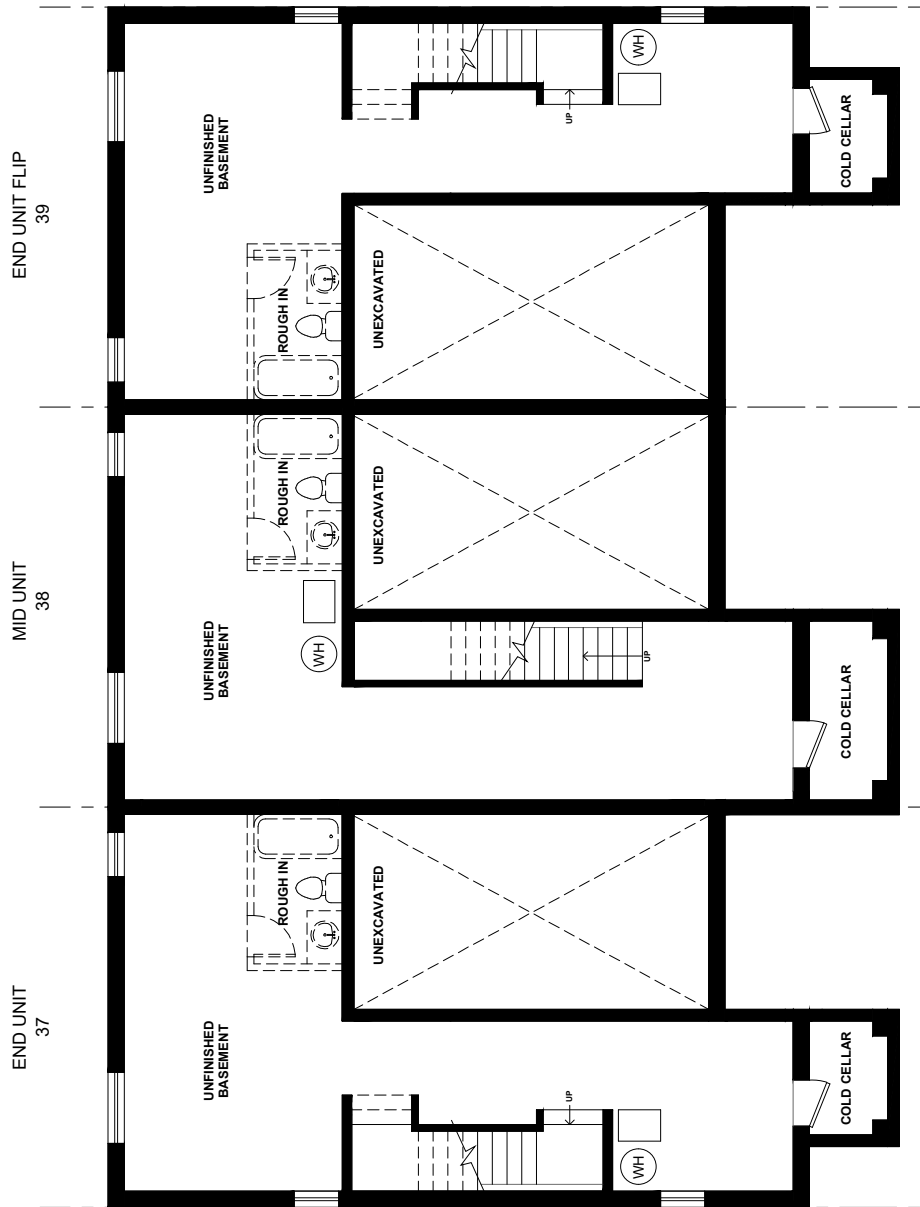 END UNIT
37
MID UNIT
38
END UNIT FLIP
39
UNFINISHED
BASEMENT
ROUGH IN
UNEXCAVATED
UP
WH
COLD CELLAR
UNFINISHED
BASEMENT
WH
ROUGH IN
UNEXCAVATED
UP
COLD CELLAR
UNFINISHED
BASEMENT
ROUGH IN
UNEXCAVATED
UP
WH
COLD CELLAR